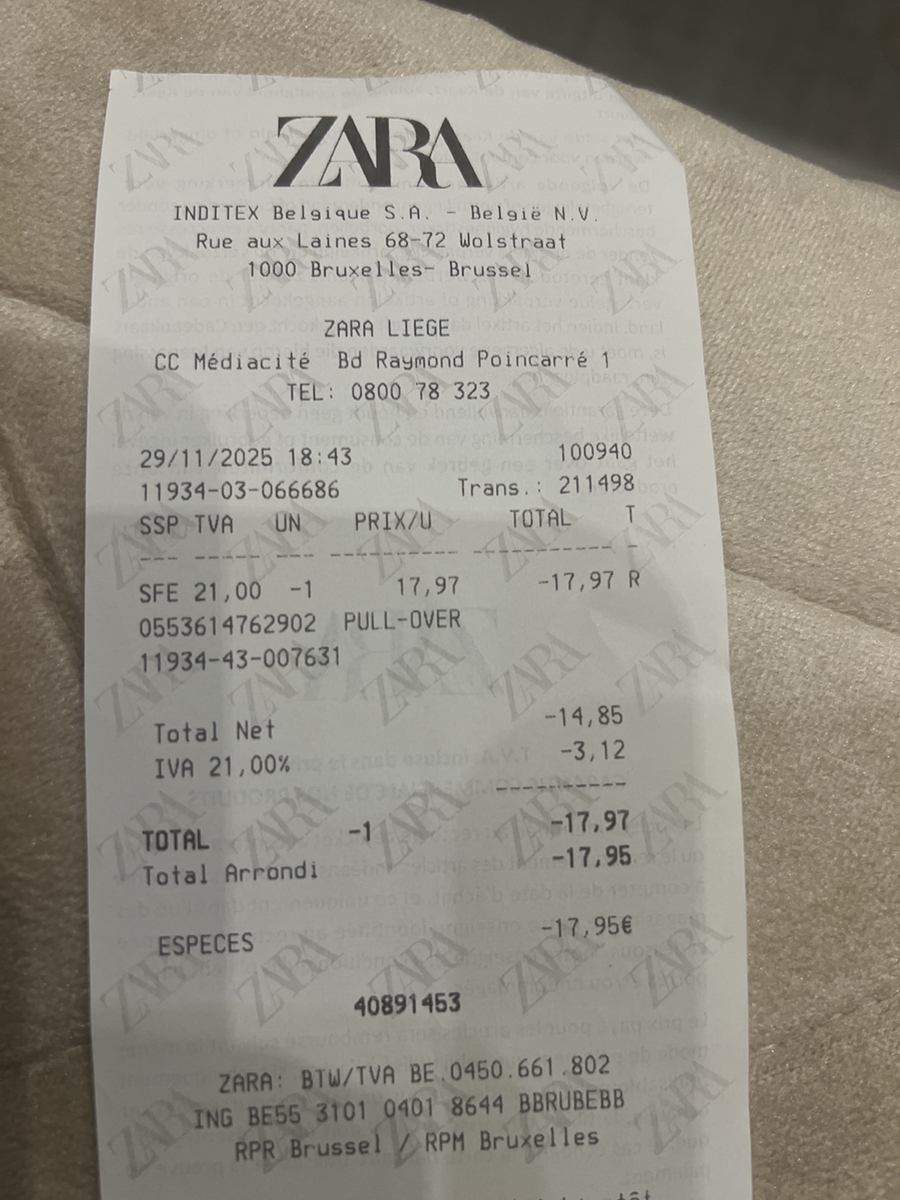 ZARA
INDITEX Belgique S.A. - België N.V.
Rue aux Laines 68-72 Wolstraat
1000 Bruxelles- Brussel
ZARA LIEGE
CC Médiacité Bd Raymond Poincarré 1
TEL: 0800 78 323
29/11/2025 18:43 100940
11934-03-066686 Trans.: 211498
SSP TVA UN PRIX/U TOTAL T
--- ------ --- ---------- ----------- -
SFE 21,00 -1 17,97 -17,97 R
0553614762902 PULL-OVER
11934-43-007631
Total Net -14,85
IVA 21,00% -3,12
----------
TOTAL -1 -17,97
Total Arrondi -17,95
ESPECES -17,95€
40891453
ZARA: BTW/TVA BE.0450.661.802
ING BE55 3101 0401 8644 BBRUBEBB
RPR Brussel / RPM Bruxelles